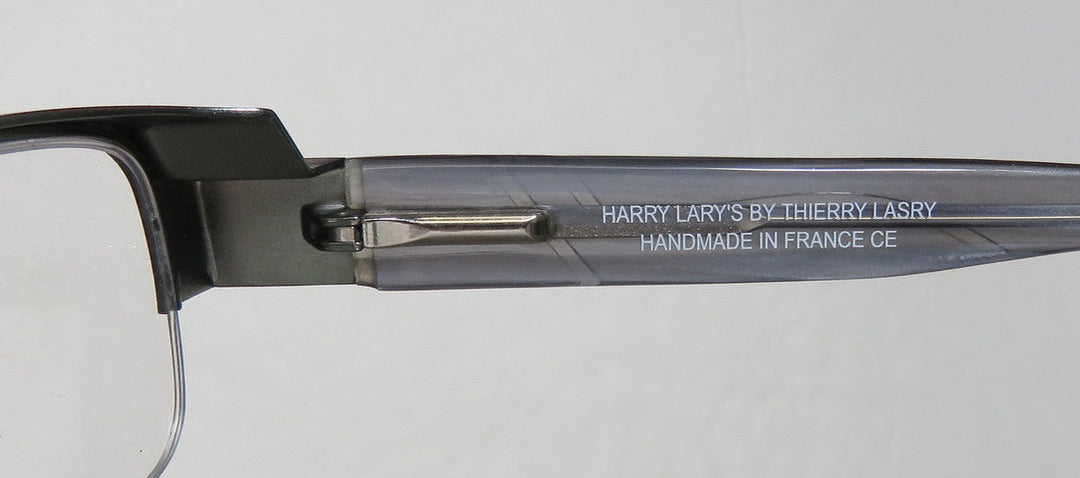 HARRY LARY'S BY THIERRY LASRY
HANDMADE IN FRANCE CE